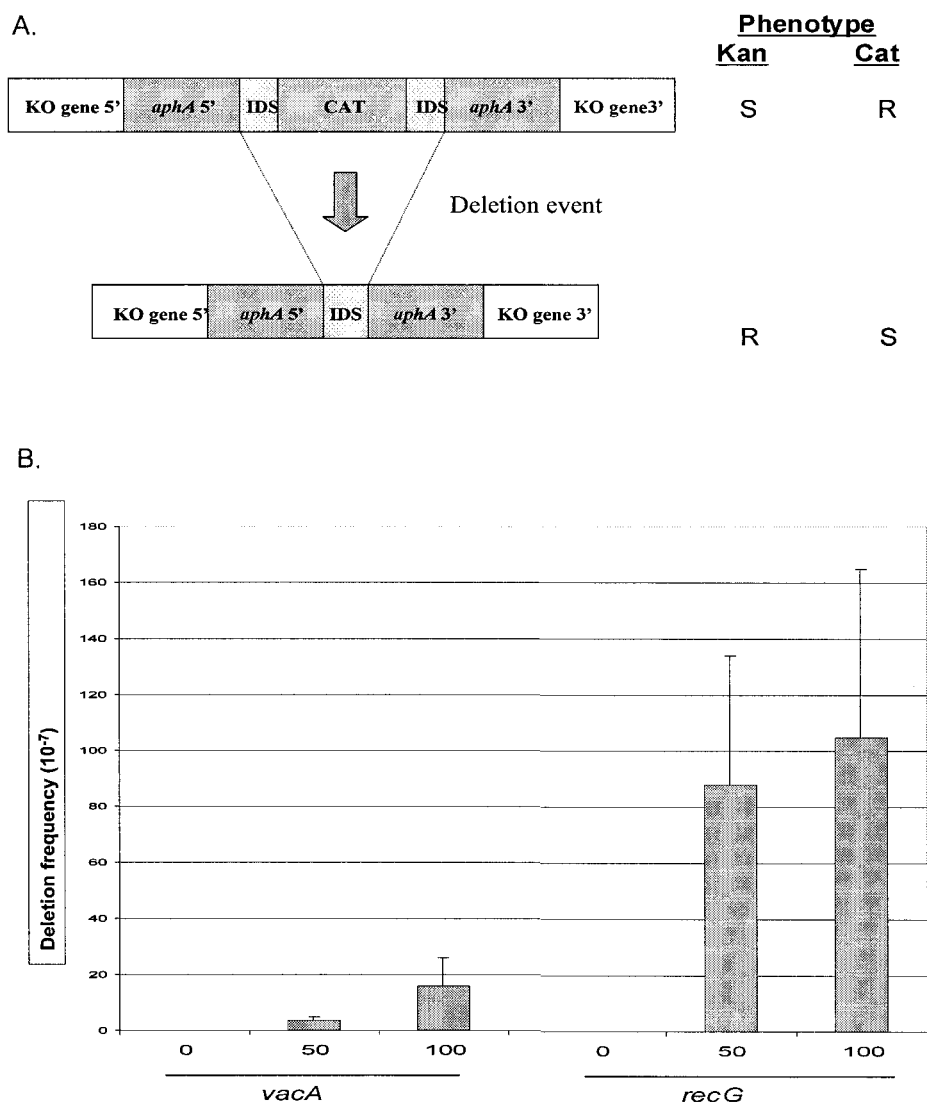 A.
Phenotype
Kan Cat
KO gene 5' aphA 5' IDS CAT IDS aphA 3' KO gene3'
S R
Deletion event
KO gene 5' aphA 5' IDS aphA 3' KO gene 3'
R S
B.
Deletion frequency (10-7)
180
160
140
120
100
80
60
40
20
0
0 50 100 0 50 100
vacA recG